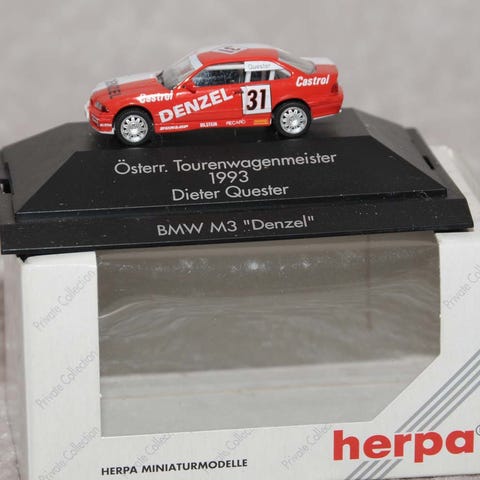 Quester
Castrol
DENZEL
31
Castrol
DUNLOP
BILSTEIN
RECARO
Österr. Tourenwagenmeister
1993
Dieter Quester
BMW M3 "Denzel"
Private Collection
Private Collection
Private Collection
Private Collection
Private Collection
herpa®
HERPA MINIATURMODELLE